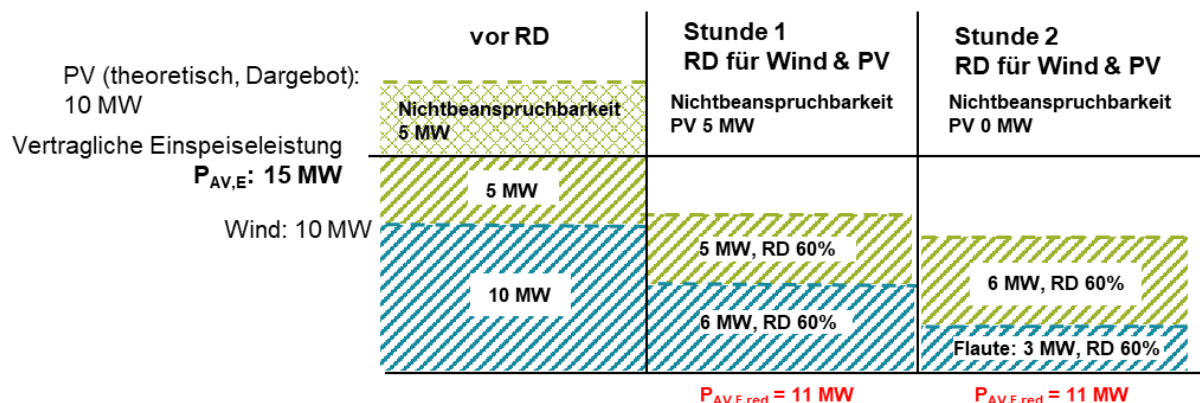 vor RD
Stunde 1
RD für Wind & PV
Stunde 2
RD für Wind & PV
PV (theoretisch, Dargebot):
10 MW
Nichtbeanspruchbarkeit
5 MW
Nichtbeanspruchbarkeit
PV 5 MW
Nichtbeanspruchbarkeit
PV 0 MW
Vertragliche Einspeiseleistung
PAV,E: 15 MW
5 MW
Wind: 10 MW
10 MW
5 MW, RD 60%
6 MW, RD 60%
6 MW, RD 60%
Flaute: 3 MW, RD 60%
PAV,E,red = 11 MW
PAV,E,red = 11 MW